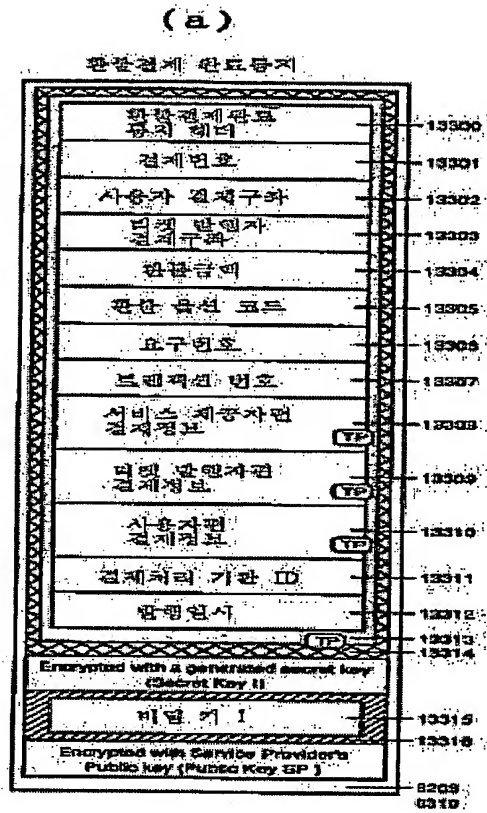 (a)
환불결제 완료통지
환불결제완료
통지 헤더
13300
결제번호
13301
사용자 결제구좌
13302
티켓 발행자
결제구좌
13303
환불금액
13304
환불 옵션 코드
13305
요구번호
13306
트랜잭션 번호
13307
서비스 제공자편
결제정보
TP
13308
티켓 발행자편
결제정보
TP
13309
사용자편
결제정보
TP
13310
결제처리 기관 ID
13311
발행일시
13312
TP
13313
13314
Encrypted with a generated secret key
(Secret Key I)
비밀 키 I
13315
13316
Encrypted with Service Provider's
Public key (Public Key SP )
8209
8310